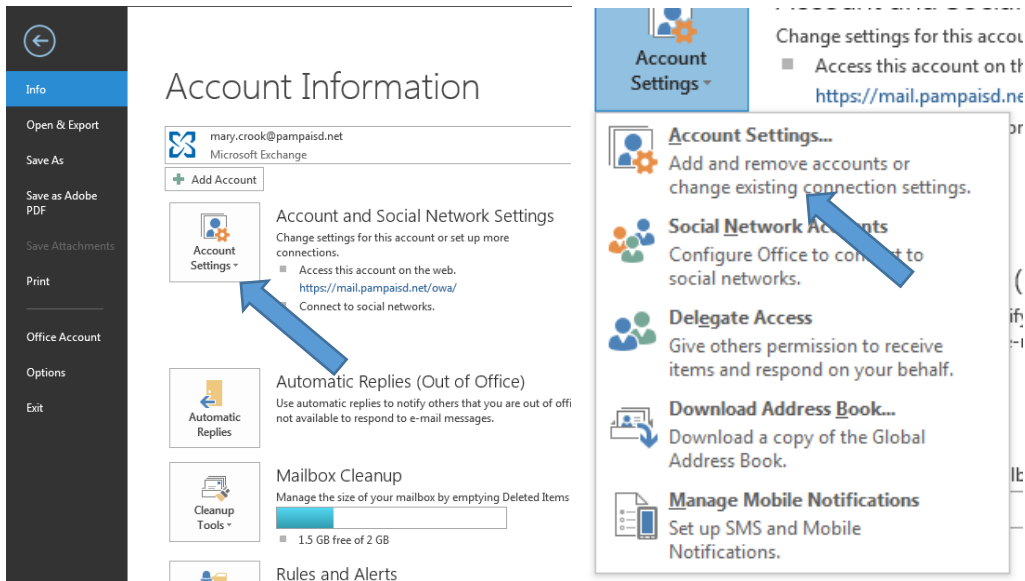 Info
Open & Export
Save As
Save as Adobe
PDF
Save Attachments
Print
Office Account
Options
Exit
Account Information
mary.crook@pampaisd.net
Microsoft Exchange
Add Account
Account
Settings
Account and Social Network Settings
Change settings for this account or set up more
connections.
Access this account on the web.
https://mail.pampaisd.net/owa/
Connect to social networks.
Automatic
Replies
Automatic Replies (Out of Office)
Use automatic replies to notify others that you are out of offi
not available to respond to e-mail messages.
Cleanup
Tools
Mailbox Cleanup
Manage the size of your mailbox by emptying Deleted Items
1.5 GB free of 2 GB
Rules and Alerts
Account
Settings
Change settings for this accou
Access this account on th
https://mail.pampaisd.ne
Account Settings...
Add and remove accounts or
change existing connection settings.
Social Network Accounts
Configure Office to connect to
social networks.
Delegate Access
Give others permission to receive
items and respond on your behalf.
Download Address Book...
Download a copy of the Global
Address Book.
Manage Mobile Notifications
Set up SMS and Mobile
Notifications.